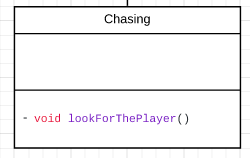 Chasing
- void lookForThePlayer()